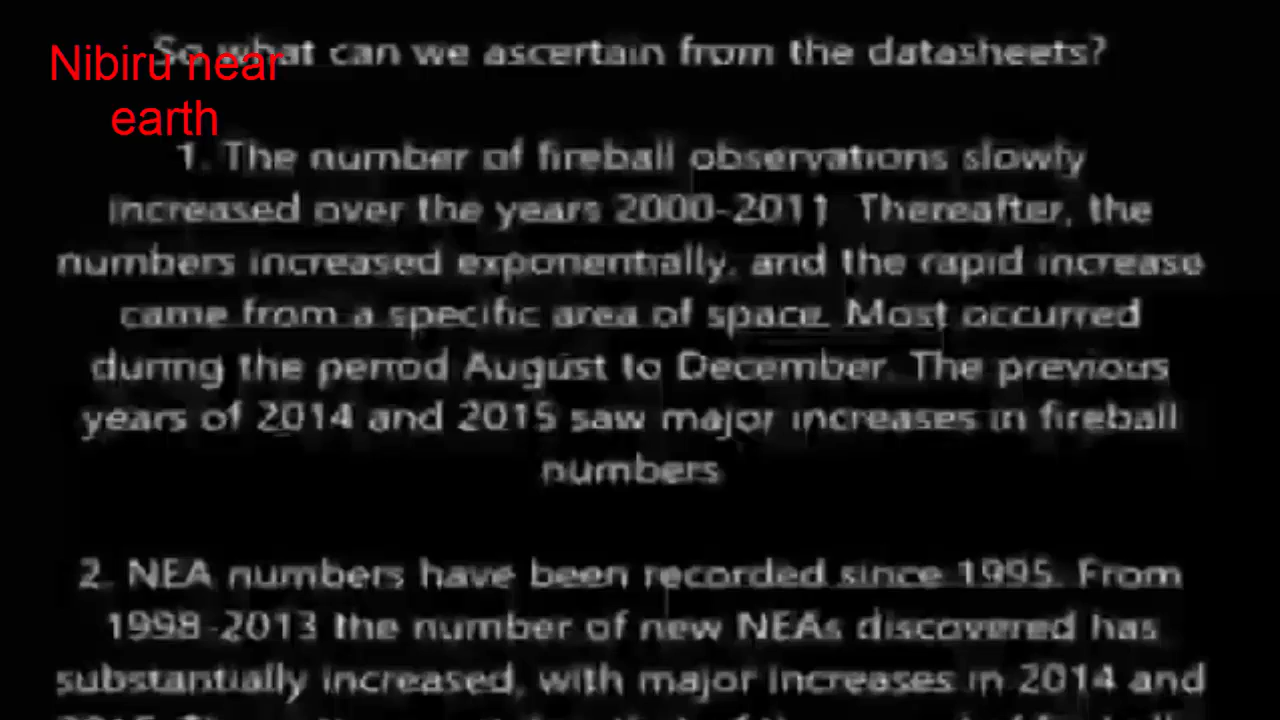 So what can we ascertain from the datasheets?
Nibiru near
earth
1. The number of fireball observations slowly
increased over the years 2000-2011 Thereafter, the
numbers increased exponentially, and the rapid increase
came from a specific area of space. Most occurred
during the period August to December. The previous
years of 2014 and 2015 saw major increases in fireball
numbers
2. NEA numbers have been recorded since 1995. From
1998-2013 the number of new NEAs discovered has
substantially increased, with major increases in 2014 and